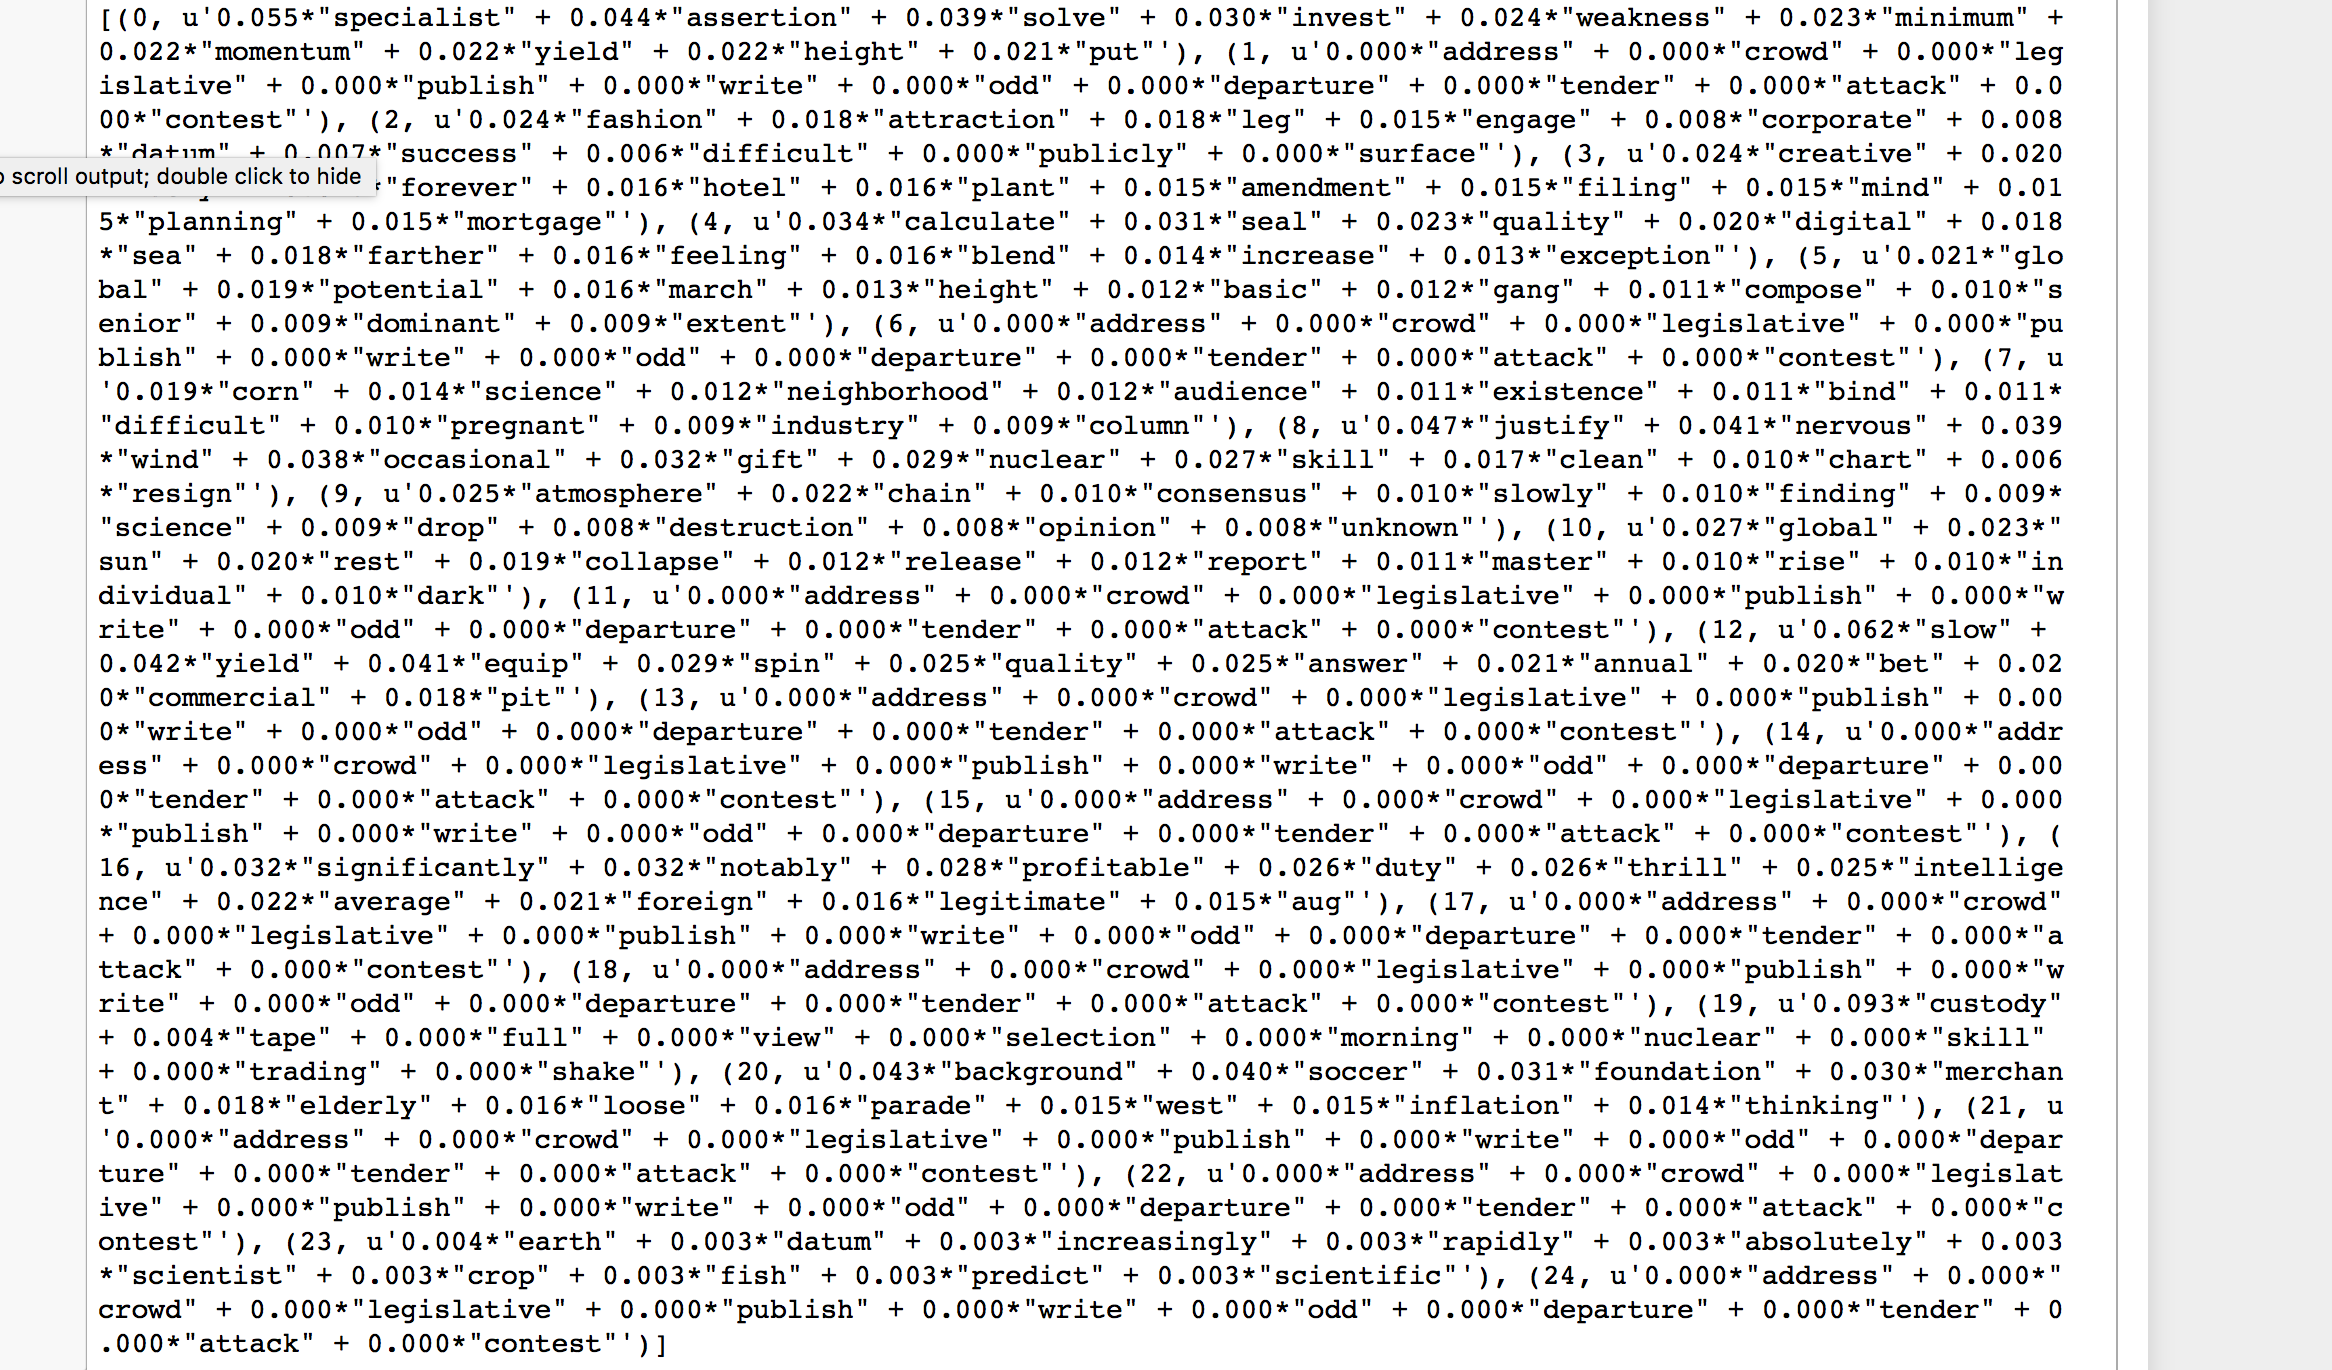 [(0, u'0.055*"specialist" + 0.044*"assertion" + 0.039*"solve" + 0.030*"invest" + 0.024*"weakness" + 0.023*"minimum" +
0.022*"momentum" + 0.022*"yield" + 0.022*"height" + 0.021*"put"'), (1, u'0.000*"address" + 0.000*"crowd" + 0.000*"leg
islative" + 0.000*"publish" + 0.000*"write" + 0.000*"odd" + 0.000*"departure" + 0.000*"tender" + 0.000*"attack" + 0.0
00*"contest"'), (2, u'0.024*"fashion" + 0.018*"attraction" + 0.018*"leg" + 0.015*"engage" + 0.008*"corporate" + 0.008
*"datum" + 0.007*"success" + 0.006*"difficult" + 0.000*"publicly" + 0.000*"surface"'), (3, u'0.024*"creative" + 0.020
scroll output; double click to hide
*"forever" + 0.016*"hotel" + 0.016*"plant" + 0.015*"amendment" + 0.015*"filing" + 0.015*"mind" + 0.01
5*"planning" + 0.015*"mortgage"'), (4, u'0.034*"calculate" + 0.031*"seal" + 0.023*"quality" + 0.020*"digital" + 0.018
*"sea" + 0.018*"farther" + 0.016*"feeling" + 0.016*"blend" + 0.014*"increase" + 0.013*"exception"'), (5, u'0.021*"glo
bal" + 0.019*"potential" + 0.016*"march" + 0.013*"height" + 0.012*"basic" + 0.012*"gang" + 0.011*"compose" + 0.010*"s
enior" + 0.009*"dominant" + 0.009*"extent"'), (6, u'0.000*"address" + 0.000*"crowd" + 0.000*"legislative" + 0.000*"pu
blish" + 0.000*"write" + 0.000*"odd" + 0.000*"departure" + 0.000*"tender" + 0.000*"attack" + 0.000*"contest"'), (7, u
'0.019*"corn" + 0.014*"science" + 0.012*"neighborhood" + 0.012*"audience" + 0.011*"existence" + 0.011*"bind" + 0.011*
"difficult" + 0.010*"pregnant" + 0.009*"industry" + 0.009*"column"'), (8, u'0.047*"justify" + 0.041*"nervous" + 0.039
*"wind" + 0.038*"occasional" + 0.032*"gift" + 0.029*"nuclear" + 0.027*"skill" + 0.017*"clean" + 0.010*"chart" + 0.006
*"resign"'), (9, u'0.025*"atmosphere" + 0.022*"chain" + 0.010*"consensus" + 0.010*"slowly" + 0.010*"finding" + 0.009*
"science" + 0.009*"drop" + 0.008*"destruction" + 0.008*"opinion" + 0.008*"unknown"'), (10, u'0.027*"global" + 0.023*"
sun" + 0.020*"rest" + 0.019*"collapse" + 0.012*"release" + 0.012*"report" + 0.011*"master" + 0.010*"rise" + 0.010*"in
dividual" + 0.010*"dark"'), (11, u'0.000*"address" + 0.000*"crowd" + 0.000*"legislative" + 0.000*"publish" + 0.000*"w
rite" + 0.000*"odd" + 0.000*"departure" + 0.000*"tender" + 0.000*"attack" + 0.000*"contest"'), (12, u'0.062*"slow" +
0.042*"yield" + 0.041*"equip" + 0.029*"spin" + 0.025*"quality" + 0.025*"answer" + 0.021*"annual" + 0.020*"bet" + 0.02
0*"commercial" + 0.018*"pit"'), (13, u'0.000*"address" + 0.000*"crowd" + 0.000*"legislative" + 0.000*"publish" + 0.00
0*"write" + 0.000*"odd" + 0.000*"departure" + 0.000*"tender" + 0.000*"attack" + 0.000*"contest"'), (14, u'0.000*"addr
ess" + 0.000*"crowd" + 0.000*"legislative" + 0.000*"publish" + 0.000*"write" + 0.000*"odd" + 0.000*"departure" + 0.00
0*"tender" + 0.000*"attack" + 0.000*"contest"'), (15, u'0.000*"address" + 0.000*"crowd" + 0.000*"legislative" + 0.000
*"publish" + 0.000*"write" + 0.000*"odd" + 0.000*"departure" + 0.000*"tender" + 0.000*"attack" + 0.000*"contest"'), (
16, u'0.032*"significantly" + 0.032*"notably" + 0.028*"profitable" + 0.026*"duty" + 0.026*"thrill" + 0.025*"intellige
nce" + 0.022*"average" + 0.021*"foreign" + 0.016*"legitimate" + 0.015*"aug"'), (17, u'0.000*"address" + 0.000*"crowd"
+ 0.000*"legislative" + 0.000*"publish" + 0.000*"write" + 0.000*"odd" + 0.000*"departure" + 0.000*"tender" + 0.000*"a
ttack" + 0.000*"contest"'), (18, u'0.000*"address" + 0.000*"crowd" + 0.000*"legislative" + 0.000*"publish" + 0.000*"w
rite" + 0.000*"odd" + 0.000*"departure" + 0.000*"tender" + 0.000*"attack" + 0.000*"contest"'), (19, u'0.093*"custody"
+ 0.004*"tape" + 0.000*"full" + 0.000*"view" + 0.000*"selection" + 0.000*"morning" + 0.000*"nuclear" + 0.000*"skill"
+ 0.000*"trading" + 0.000*"shake"'), (20, u'0.043*"background" + 0.040*"soccer" + 0.031*"foundation" + 0.030*"merchan
t" + 0.018*"elderly" + 0.016*"loose" + 0.016*"parade" + 0.015*"west" + 0.015*"inflation" + 0.014*"thinking"'), (21, u
'0.000*"address" + 0.000*"crowd" + 0.000*"legislative" + 0.000*"publish" + 0.000*"write" + 0.000*"odd" + 0.000*"depar
ture" + 0.000*"tender" + 0.000*"attack" + 0.000*"contest"'), (22, u'0.000*"address" + 0.000*"crowd" + 0.000*"legislat
ive" + 0.000*"publish" + 0.000*"write" + 0.000*"odd" + 0.000*"departure" + 0.000*"tender" + 0.000*"attack" + 0.000*"c
ontest"'), (23, u'0.004*"earth" + 0.003*"datum" + 0.003*"increasingly" + 0.003*"rapidly" + 0.003*"absolutely" + 0.003
*"scientist" + 0.003*"crop" + 0.003*"fish" + 0.003*"predict" + 0.003*"scientific"'), (24, u'0.000*"address" + 0.000*"
crowd" + 0.000*"legislative" + 0.000*"publish" + 0.000*"write" + 0.000*"odd" + 0.000*"departure" + 0.000*"tender" + 0
.000*"attack" + 0.000*"contest"')]